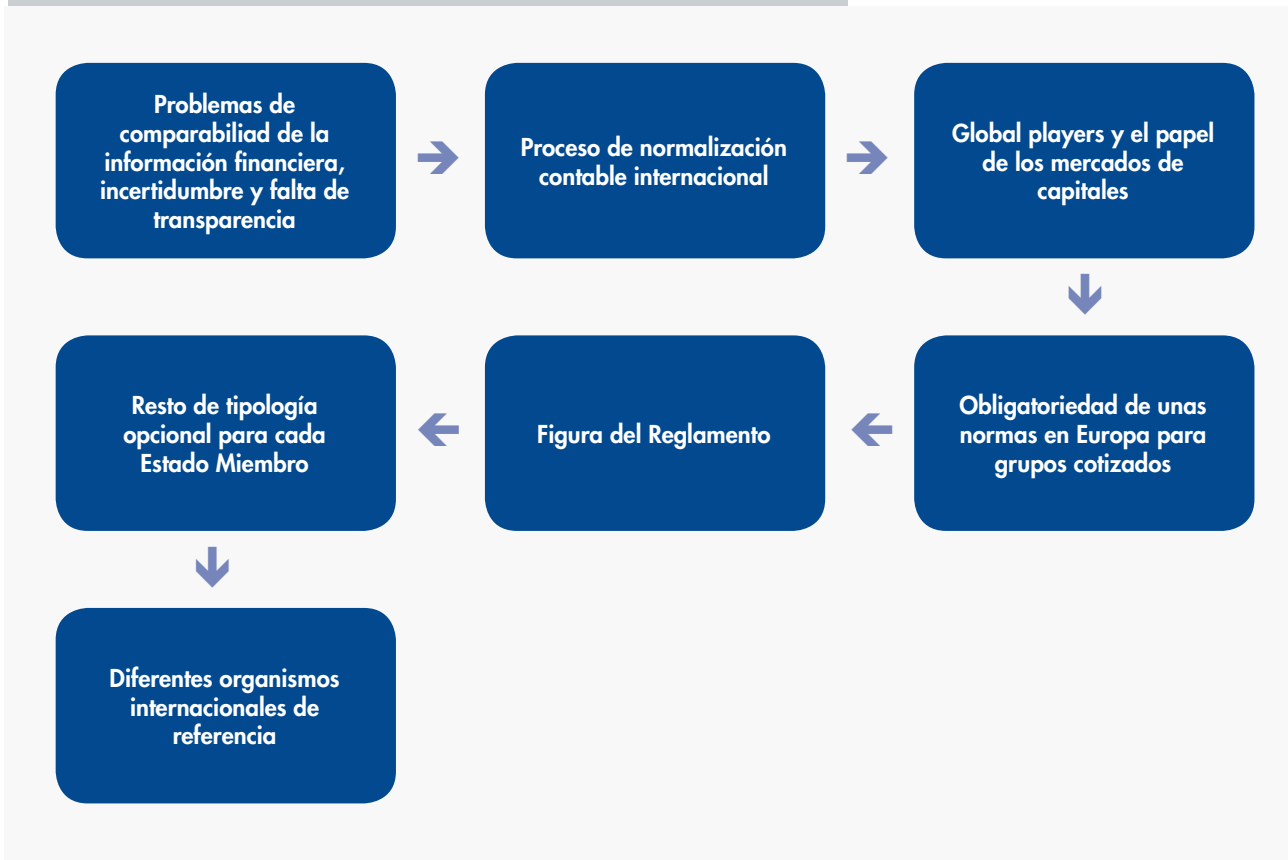 Problemas de
comparabiliad de la
información financiera,
incertidumbre y falta de
transparencia
Proceso de normalización
contable internacional
Global players y el papel
de los mercados de
capitales
Obligatoriedad de unas
normas en Europa para
grupos cotizados
Figura del Reglamento
Resto de tipología
opcional para cada
Estado Miembro
Diferentes organismos
internacionales de
referencia